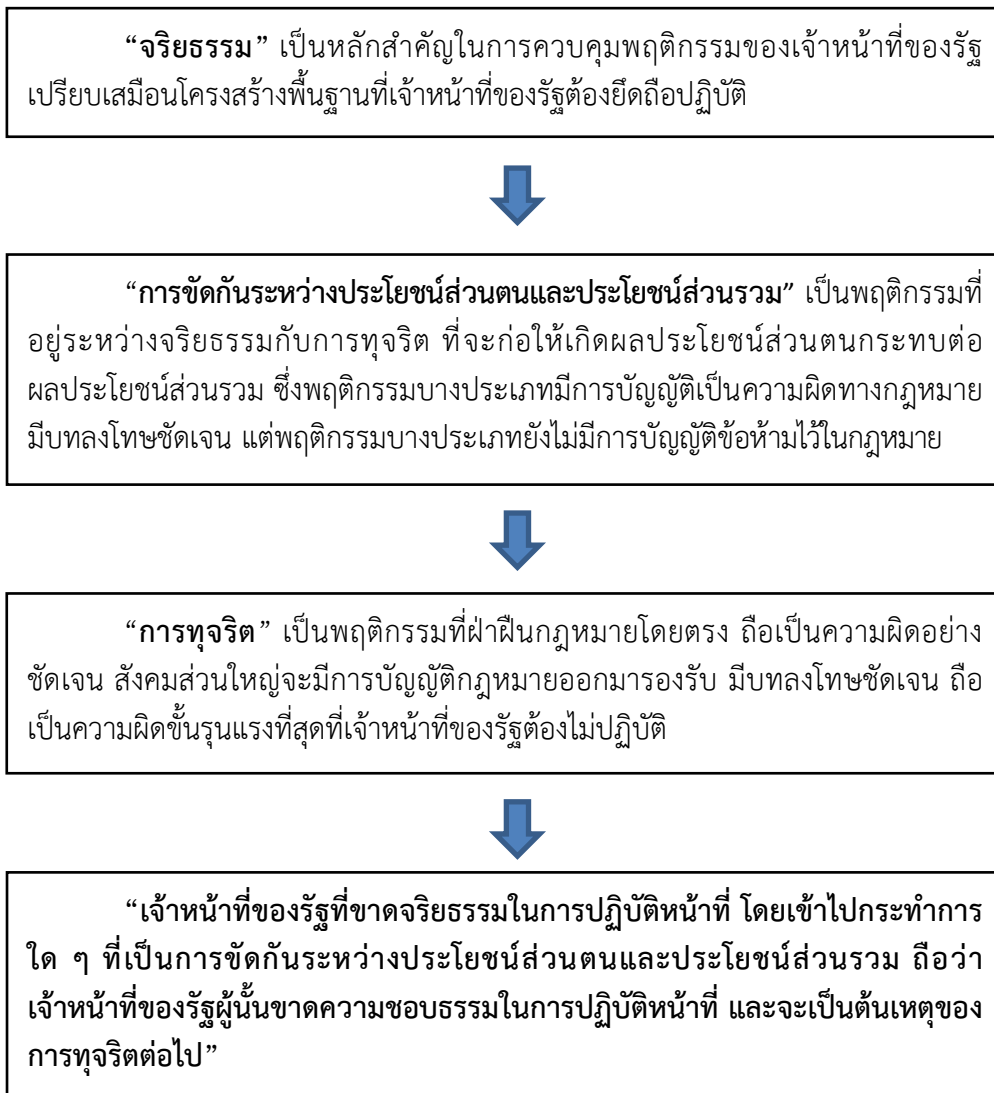 “จริยธรรม” เป็นหลักสำคัญในการควบคุมพฤติกรรมของเจ้าหน้าที่ของรัฐ
เปรียบเสมือนโครงสร้างพื้นฐานที่เจ้าหน้าที่ของรัฐต้องยึดถือปฏิบัติ
“การขัดกันระหว่างประโยชน์ส่วนตนและประโยชน์ส่วนรวม” เป็นพฤติกรรมที่
อยู่ระหว่างจริยธรรมกับการทุจริต ที่จะก่อให้เกิดผลประโยชน์ส่วนตนกระทบต่อ
ผลประโยชน์ส่วนรวม ซึ่งพฤติกรรมบางประเภทมีการบัญญัติเป็นความผิดทางกฎหมาย
มีบทลงโทษชัดเจน แต่พฤติกรรมบางประเภทยังไม่มีการบัญญัติข้อห้ามไว้ในกฎหมาย
“การทุจริต” เป็นพฤติกรรมที่ฝ่าฝืนกฎหมายโดยตรง ถือเป็นความผิดอย่าง
ชัดเจน สังคมส่วนใหญ่จะมีการบัญญัติกฎหมายออกมารองรับ มีบทลงโทษชัดเจน ถือ
เป็นความผิดขั้นรุนแรงที่สุดที่เจ้าหน้าที่ของรัฐต้องไม่ปฏิบัติ
“เจ้าหน้าที่ของรัฐที่ขาดจริยธรรมในการปฏิบัติหน้าที่ โดยเข้าไปกระทำการ
ใด ๆ ที่เป็นการขัดกันระหว่างประโยชน์ส่วนตนและประโยชน์ส่วนรวม ถือว่า
เจ้าหน้าที่ของรัฐผู้นั้นขาดความชอบธรรมในการปฏิบัติหน้าที่ และจะเป็นต้นเหตุของ
การทุจริตต่อไป”